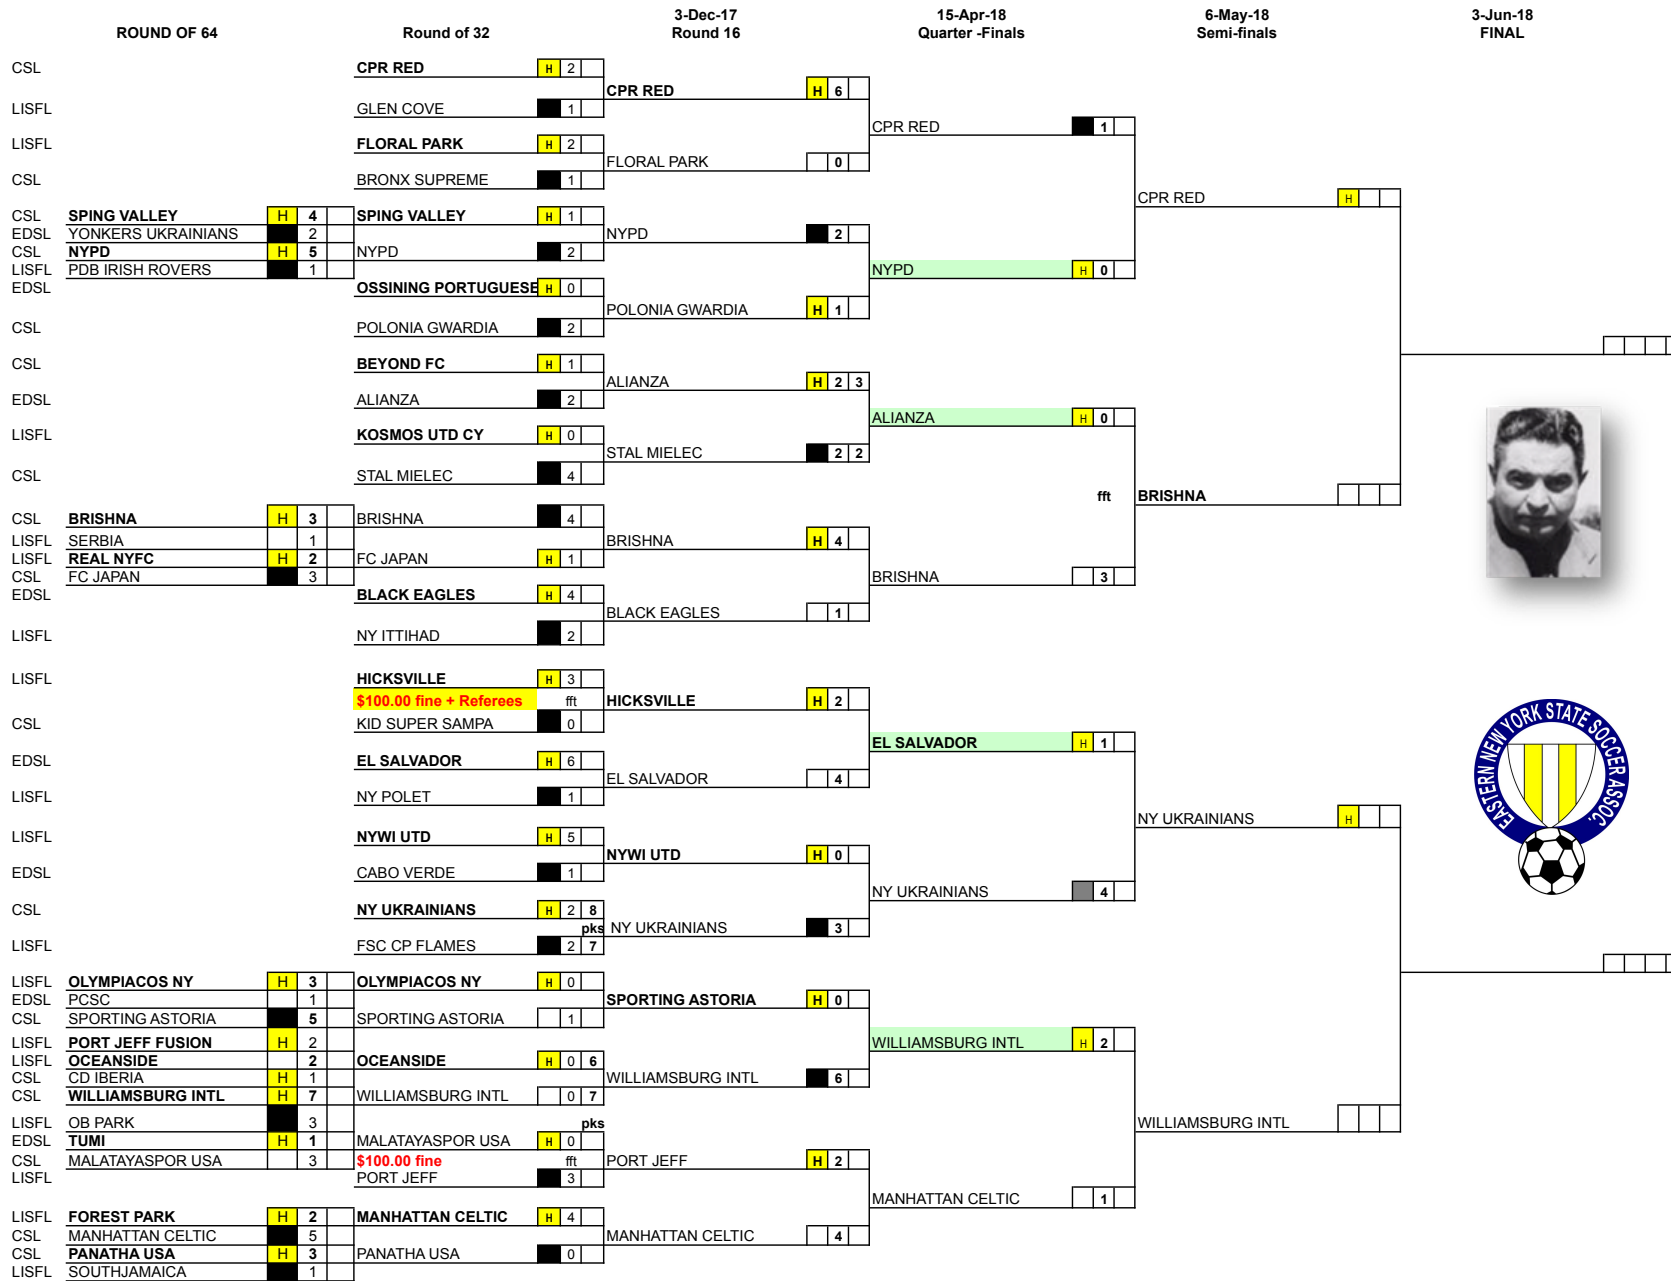 3-Dec-17 15-Apr-18 6-May-18 3-Jun-18
ROUND OF 64 Round of 32 Round 16 Quarter -Finals Semi-finals FINAL
CSL CPR RED H 2
CPR RED H 6
LISFL GLEN COVE 1
CPR RED 1
LISFL FLORAL PARK H 2
FLORAL PARK 0
CSL BRONX SUPREME 1
CPR RED H
CSL SPING VALLEY H 4 SPING VALLEY H 1
EDSL YONKERS UKRAINIANS 2 NYPD 2
CSL NYPD H 5 NYPD 2
LISFL PDB IRISH ROVERS 1 NYPD H 0
EDSL OSSINING PORTUGUESE H 0
POLONIA GWARDIA H 1
CSL POLONIA GWARDIA 2
CSL BEYOND FC H 1
ALIANZA H 2 3
EDSL ALIANZA 2
ALIANZA H 0
LISFL KOSMOS UTD CY H 0
STAL MIELEC 2 2
CSL STAL MIELEC 4
fft BRISHNA
CSL BRISHNA H 3 BRISHNA 4
LISFL SERBIA 1 BRISHNA H 4
LISFL REAL NYFC H 2 FC JAPAN H 1
CSL FC JAPAN 3 BRISHNA 3
EDSL BLACK EAGLES H 4
BLACK EAGLES 1
LISFL NY ITTIHAD 2
LISFL HICKSVILLE H 3
$100.00 fine + Referees fft HICKSVILLE H 2
CSL KID SUPER SAMPA 0
EL SALVADOR H 1
EDSL EL SALVADOR H 6
EL SALVADOR 4
LISFL NY POLET 1
EASTERN NEW YORK STATE SOCCER ASSOC.
NY UKRAINIANS H
LISFL NYWI UTD H 5
NYWI UTD H 0
EDSL CABO VERDE 1
NY UKRAINIANS 4
CSL NY UKRAINIANS H 2 8
pks NY UKRAINIANS 3
LISFL FSC CP FLAMES 2 7
LISFL OLYMPIACOS NY H 3 OLYMPIACOS NY H 0
EDSL PCSC 1 SPORTING ASTORIA H 0
CSL SPORTING ASTORIA 5 SPORTING ASTORIA 1
LISFL PORT JEFF FUSION H 2 WILLIAMSBURG INTL H 2
LISFL OCEANSIDE 2 OCEANSIDE H 0 6
CSL CD IBERIA H 1 WILLIAMSBURG INTL 6
CSL WILLIAMSBURG INTL H 7 WILLIAMSBURG INTL 0 7
LISFL OB PARK 3 pks WILLIAMSBURG INTL
EDSL TUMI H 1 MALATAYASPOR USA H 0
CSL MALATAYASPOR USA 3 $100.00 fine fft PORT JEFF H 2
LISFL PORT JEFF 3
MANHATTAN CELTIC 1
LISFL FOREST PARK H 2 MANHATTAN CELTIC H 4
CSL MANHATTAN CELTIC 5 MANHATTAN CELTIC 4
CSL PANATHA USA H 3 PANATHA USA 0
LISFL SOUTHJAMAICA 1